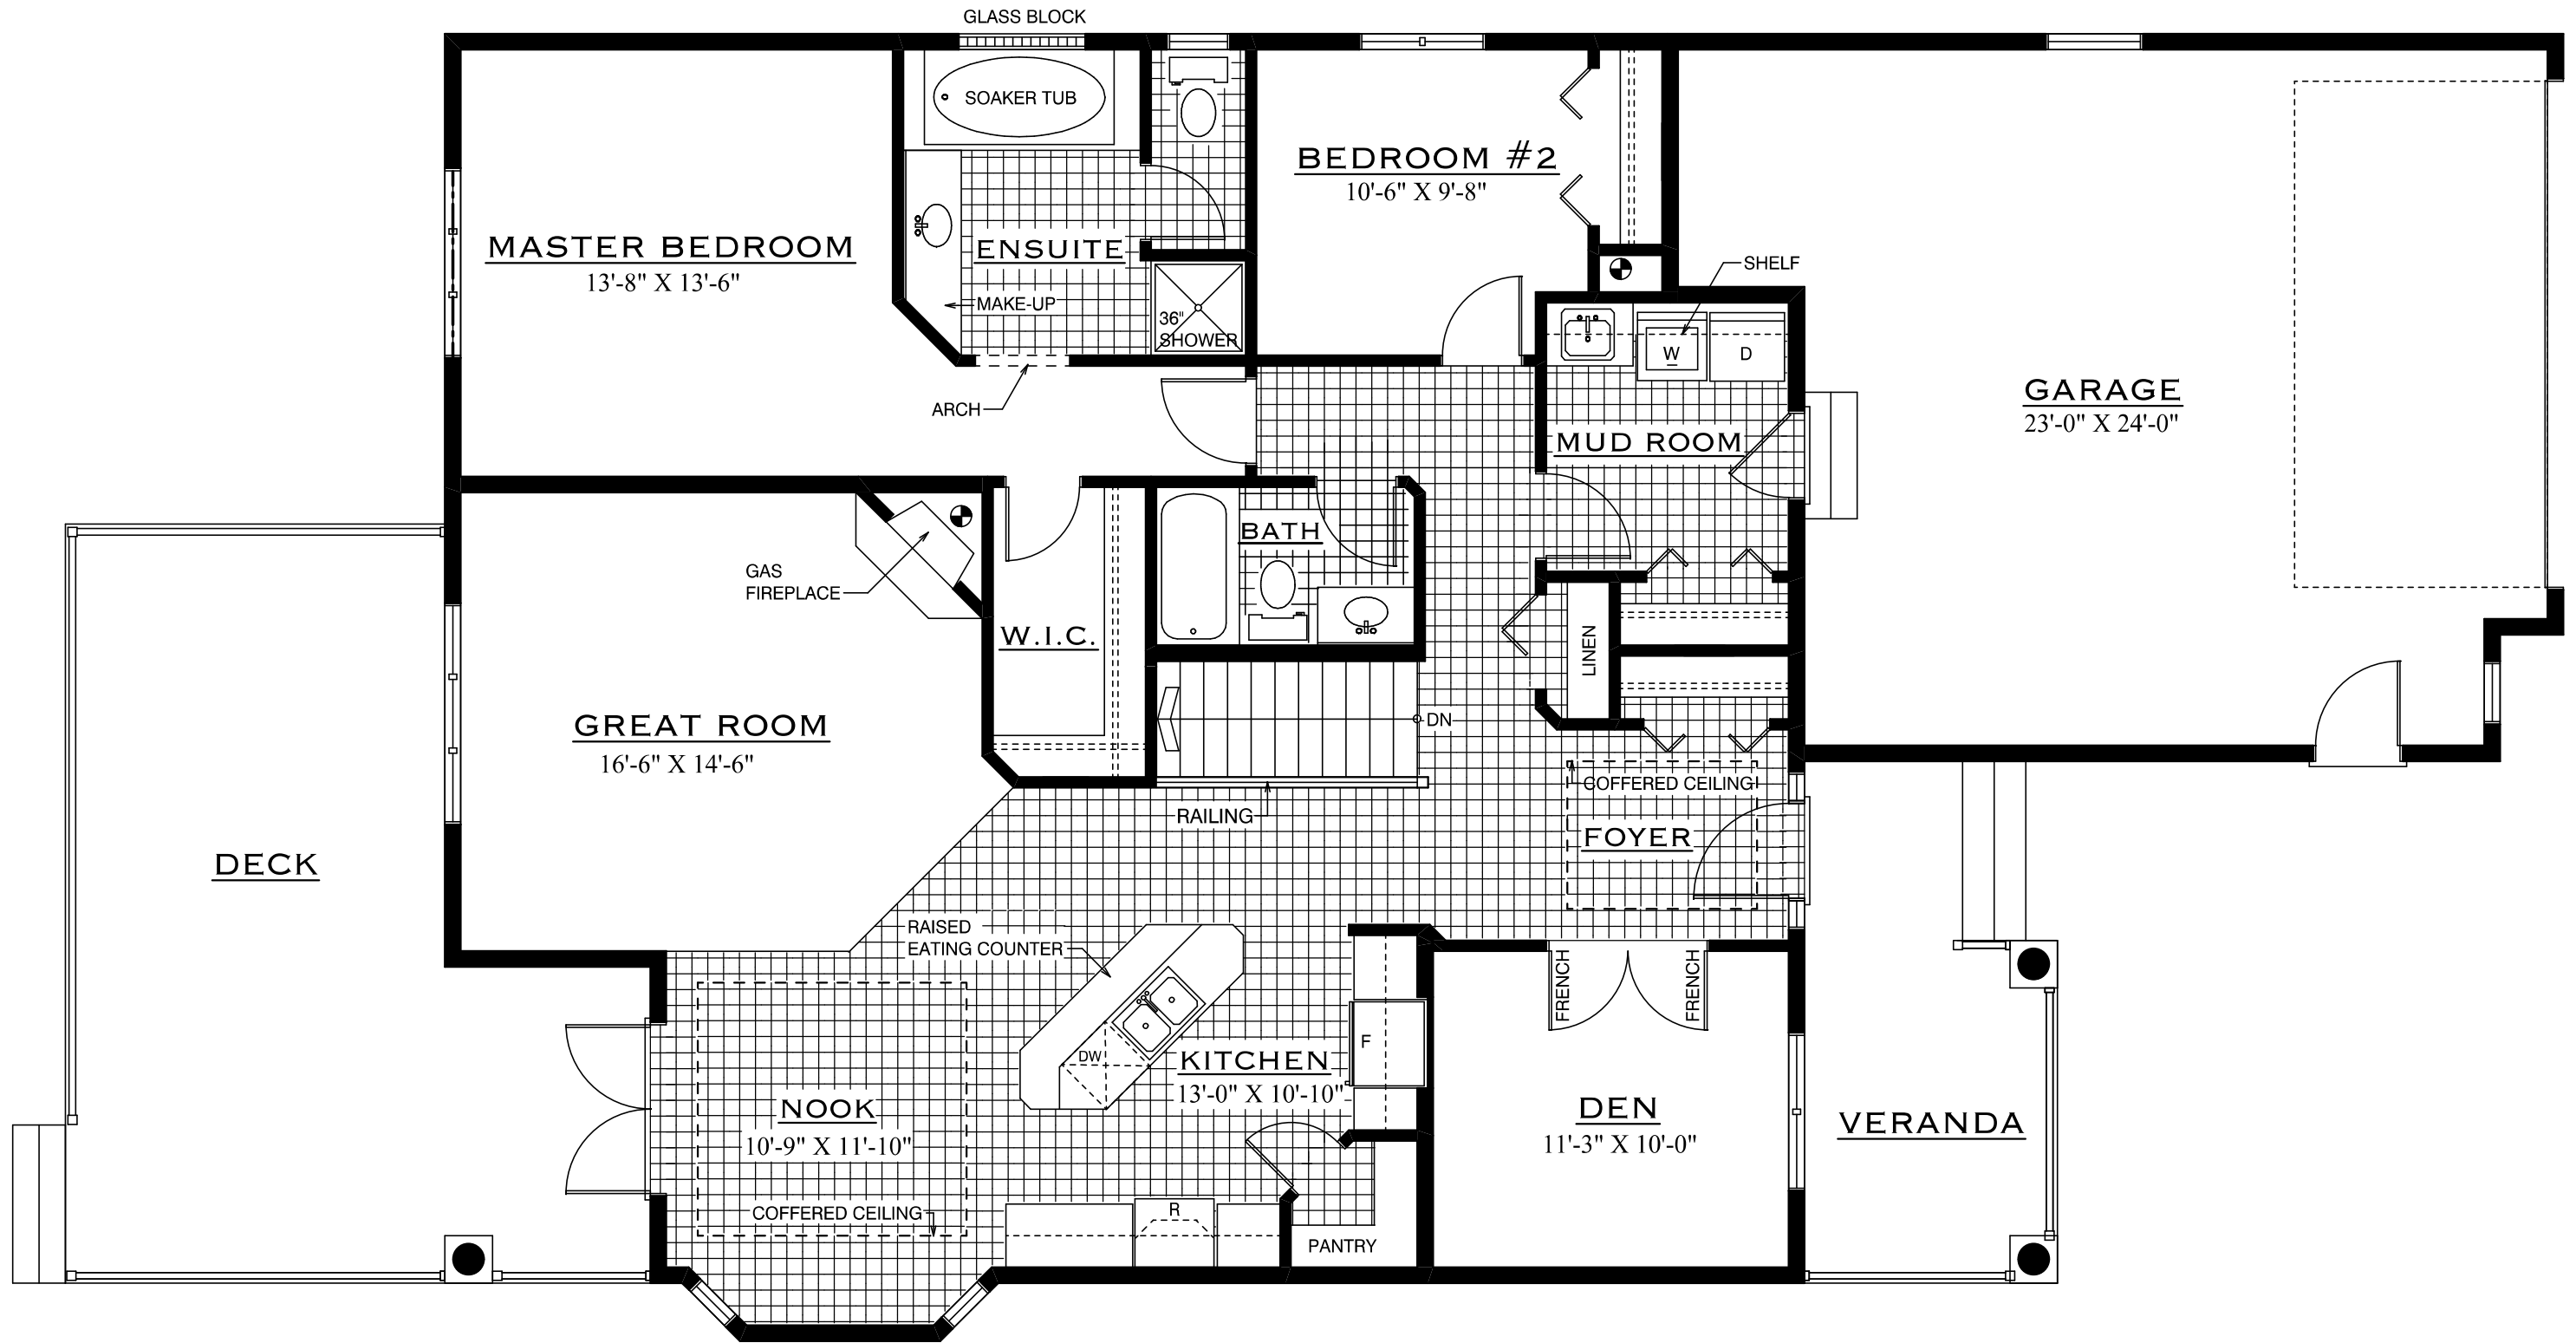 GLASS BLOCK
SOAKER TUB
BEDROOM #2
10'-6" X 9'-8"
MASTER BEDROOM
13'-8" X 13'-6"
ENSUITE
MAKE-UP
36"
SHOWER
SHELF
W
D
ARCH
MUD ROOM
GARAGE
23'-0" X 24'-0"
BATH
GAS
FIREPLACE
W.I.C.
LINEN
GREAT ROOM
16'-6" X 14'-6"
DN
RAILING
COFFERED CEILING
FOYER
DECK
RAISED
EATING COUNTER
FRENCH
FRENCH
DW
KITCHEN
13'-0" X 10'-10"
F
NOOK
10'-9" X 11'-10"
DEN
11'-3" X 10'-0"
VERANDA
COFFERED CEILING
R
PANTRY